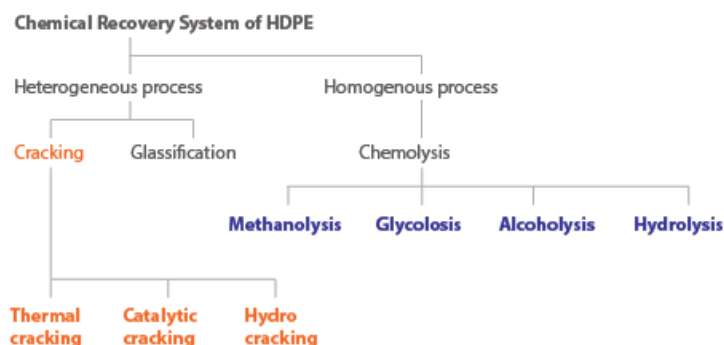 Chemical Recovery System of HDPE
Heterogeneous process
Homogenous process
Cracking
Glassification
Chemolysis
Methanolysis
Glycolosis
Alcoholysis
Hydrolysis
Thermal
cracking
Catalytic
cracking
Hydro
cracking